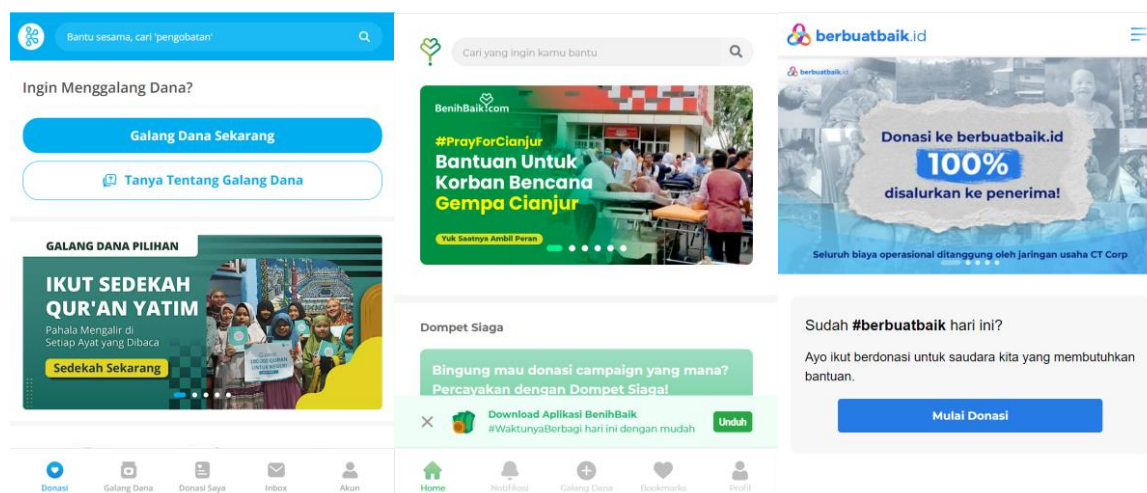 Bantu sesama, cari 'pengobatan'
Ingin Menggalang Dana?
Galang Dana Sekarang
Tanya Tentang Galang Dana
GALANG DANA PILIHAN
IKUT SEDEKAH
QUR'AN YATIM
Pahala Mengalir di
Setiap Ayat yang Dibaca
Sedekah Sekarang
Donasi
Galang Dana
Donasi Saya
Inbox
Akun
Cari yang ingin kamu bantu
BenihBaik.com
#PrayForCianjur
Bantuan Untuk
Korban Bencana
Gempa Cianjur
Yuk Saatnya Ambil Peran
Dompet Siaga
Bingung mau donasi campaign yang mana?
Percayakan dengan Dompet Siaga!
Download Aplikasi BenihBaik
#WaktunyaBerbagi hari ini dengan mudah
Unduh
Home
Notifikasi
Galang Dana
Bookmarks
Profil
berbuatbaik.id
berbuatbaik.id
Donasi ke berbuatbaik.id
100%
disalurkan ke penerima!
Seluruh biaya operasional ditanggung oleh jaringan usaha CT Corp
Sudah #berbuatbaik hari ini?
Ayo ikut berdonasi untuk saudara kita yang membutuhkan
bantuan.
Mulai Donasi